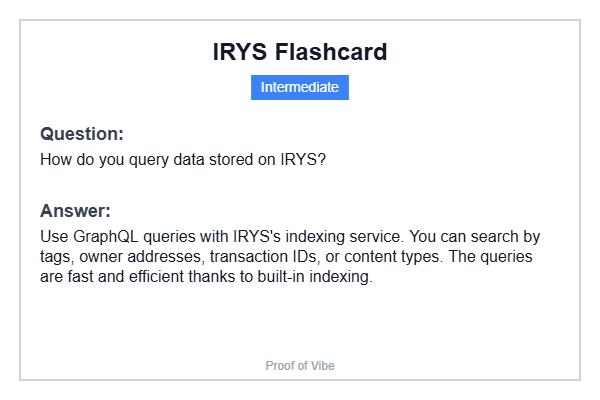 IRYS Flashcard
Intermediate
Question:
How do you query data stored on IRYS?
Answer:
Use GraphQL queries with IRYS's indexing service. You can search by
tags, owner addresses, transaction IDs, or content types. The queries
are fast and efficient thanks to built-in indexing.
Proof of Vibe